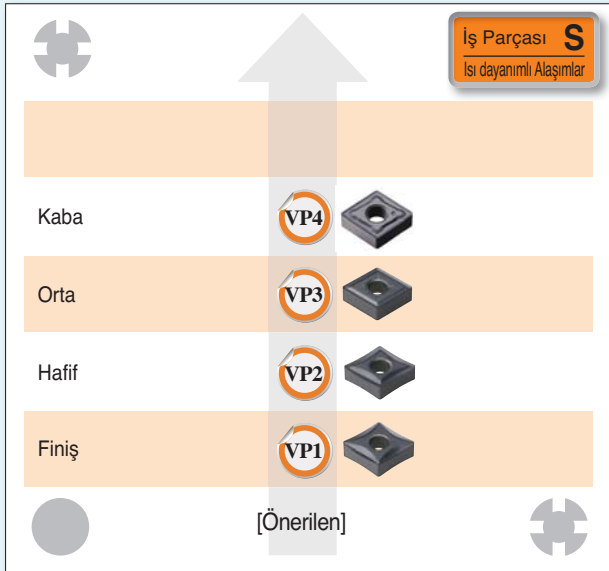 İş Parçası S
Isı dayanımlı Alaşımlar
Kaba VP4
Orta VP3
Hafif VP2
Finiş VP1
[Önerilen]